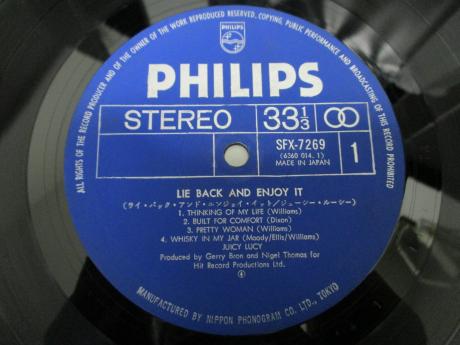 ALL RIGHTS OF THE RECORD PRODUCER AND OF THE OWNER OF THE WORK REPRODUCED RESERVED. COPYING, PUBLIC PERFORMANCE AND BROADCASTING OF THIS RECORD PROHIBITED
PHILIPS
PHILIPS
STEREO 33 1/3
SFX-7269
(6360 014. 1)
MADE IN JAPAN
1
LIE BACK AND ENJOY IT
(ライ・バック・アンド・エンジョイ・イット/ジューシー・ルーシー)
1. THINKING OF MY LIFE (Williams)
2. BUILT FOR COMFORT (Dixon)
3. PRETTY WOMAN (Williams)
4. WHISKY IN MY JAR (Moody/Ellis/Williams)
JUICY LUCY
Produced by Gerry Bron and Nigel Thomas for
Hit Record Productions Ltd.
MANUFACTURED BY NIPPON PHONOGRAM CO. LTD., TOKYO